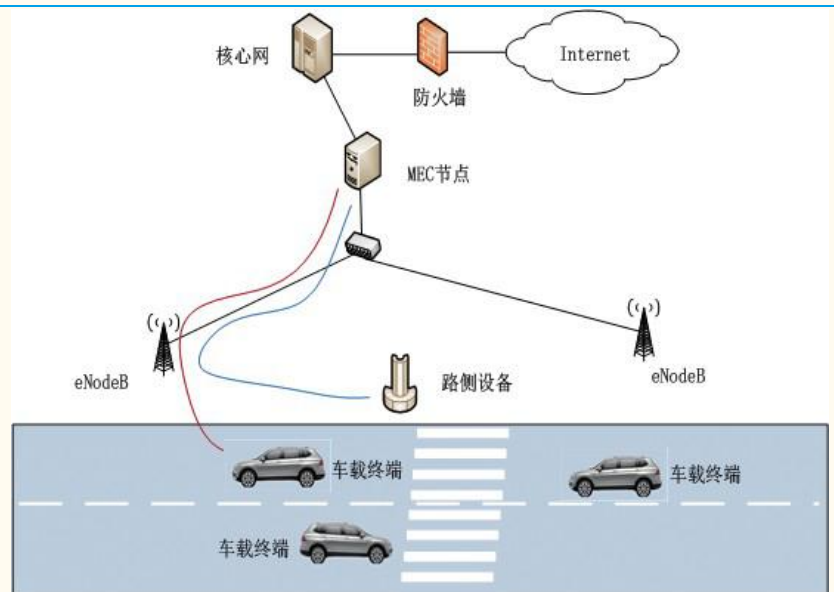 核心网
Internet
防火墙
MEC节点
eNodeB
eNodeB
路侧设备
车载终端
车载终端
车载终端